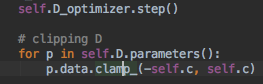 self.D_optimizer.step()
# clipping D
for p in self.D.parameters():
p.data.clamp_(-self.c, self.c)